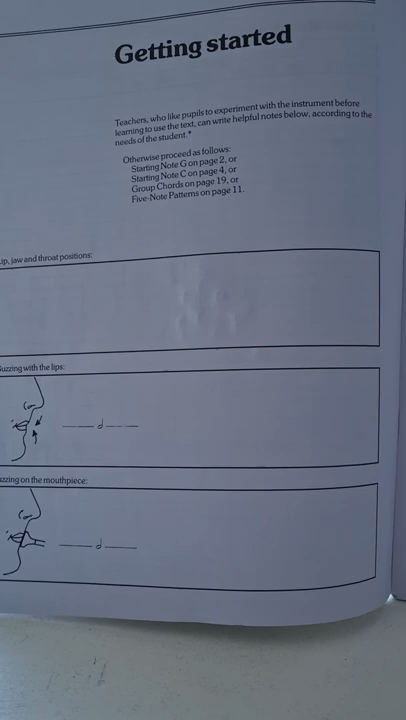 Getting started
Teachers, who like pupils to experiment with the instrument before
learning to use the text, can write helpful notes below, according to the
needs of the student.*
Otherwise proceed as follows:
Starting Note G on page 2, or
Starting Note C on page 4, or
Group Chords on page 19, or
Five-Note Patterns on page 11.
ip, jaw and throat positions:
uzzing with the lips:
zzing on the mouthpiece: